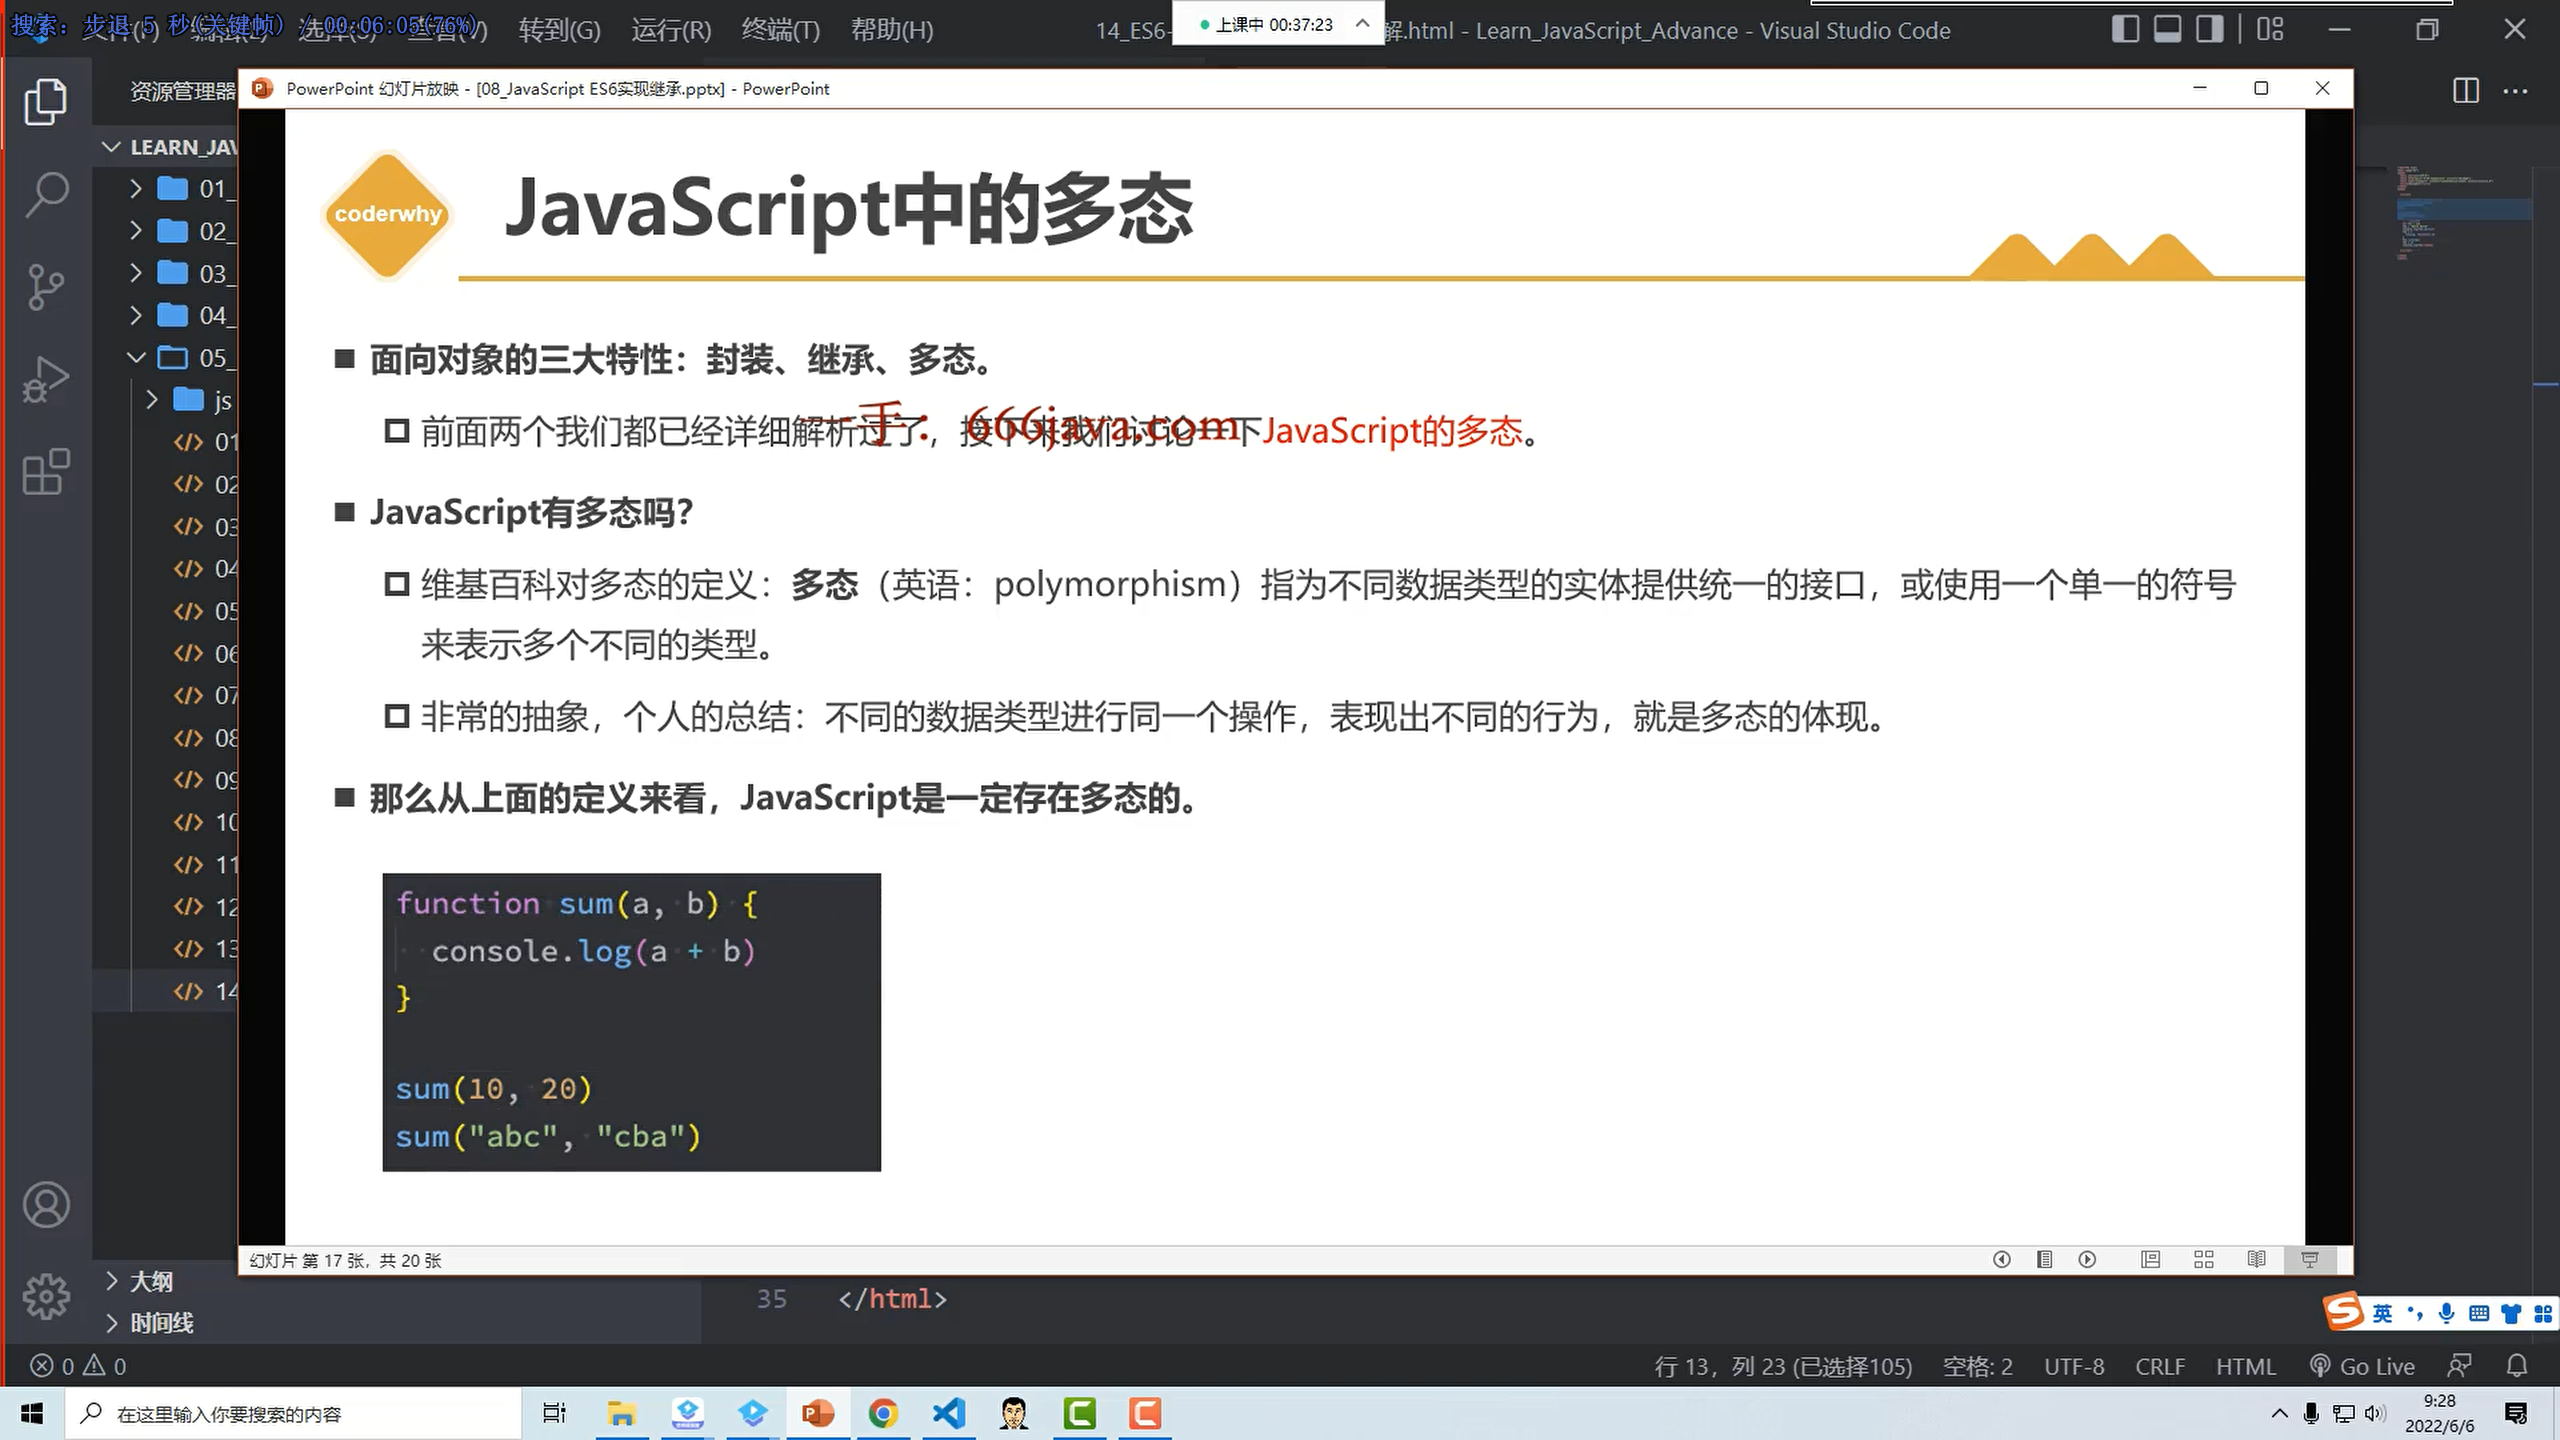 搜索: 步退 5 秒(关键帧) / 00:06:05(76%)
转到(G) 运行(R) 终端(T) 帮助(H)
14_ES6-
上课中 00:37:23
解.html - Learn_JavaScript_Advance - Visual Studio Code
资源管理器
PowerPoint 幻灯片放映 - [08_JavaScript ES6实现继承.pptx] - PowerPoint
LEARN_JAV
01_
02_
03_
04_
05_
js
01
02
03
04
05
06
07
08
09
10
11
12
13
14
coderwhy
JavaScript中的多态
面向对象的三大特性：封装、继承、多态。
前面两个我们都已经详细解析过了，接下来我们讨论一下JavaScript的多态。
一手：666java.com
JavaScript有多态吗？
维基百科对多态的定义：多态（英语：polymorphism）指为不同数据类型的实体提供统一的接口，或使用一个单一的符号
来表示多个不同的类型。
非常的抽象，个人的总结：不同的数据类型进行同一个操作，表现出不同的行为，就是多态的体现。
那么从上面的定义来看，JavaScript是一定存在多态的。
function sum(a, b) {
console.log(a + b)
}
sum(10, 20)
sum("abc", "cba")
幻灯片 第 17 张，共 20 张
大纲
时间线
35 </html>
英
0 0
行 13，列 23 (已选择105) 空格: 2 UTF-8 CRLF HTML Go Live
在这里输入你要搜索的内容
9:28
2022/6/6